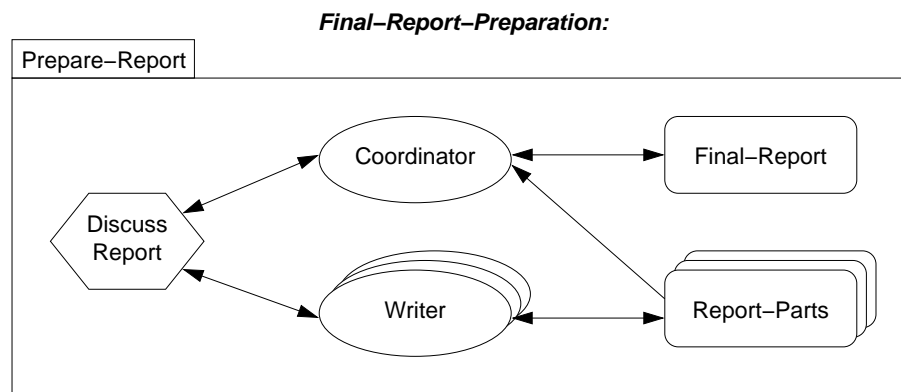 Final−Report−Preparation:
Prepare−Report
Coordinator
Final−Report
Discuss
Report
Writer
Report−Parts